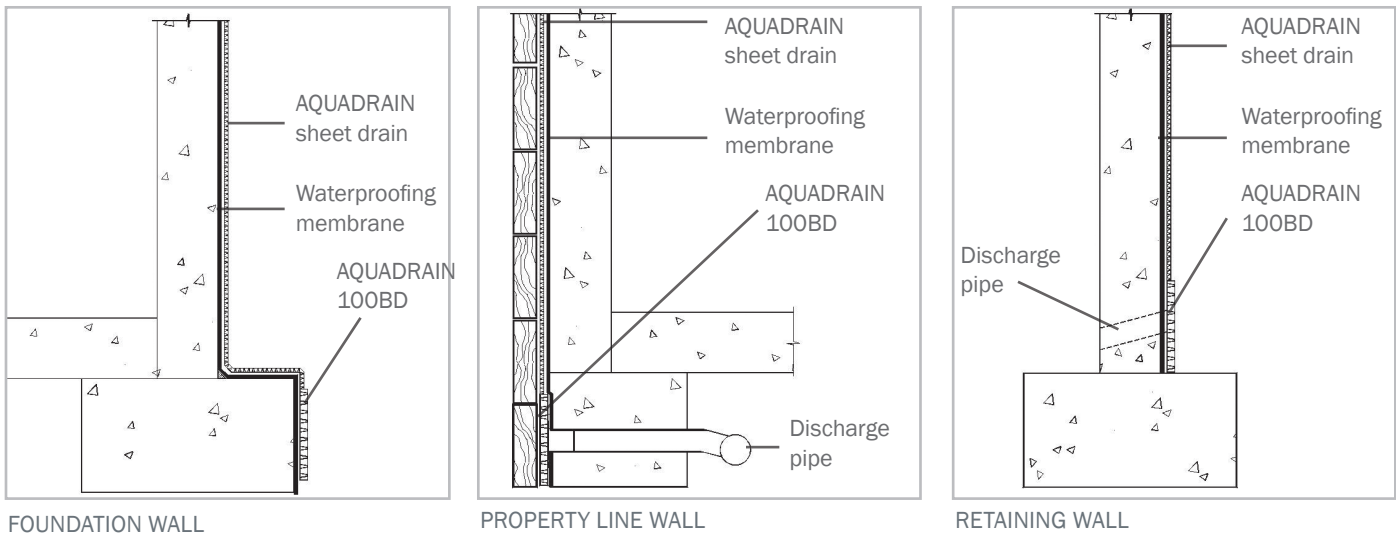 AQUADRAIN
sheet drain
Waterproofing
membrane
AQUADRAIN
100BD
FOUNDATION WALL
AQUADRAIN
sheet drain
Waterproofing
membrane
AQUADRAIN
100BD
Discharge
pipe
PROPERTY LINE WALL
AQUADRAIN
sheet drain
Waterproofing
membrane
AQUADRAIN
100BD
Discharge
pipe
RETAINING WALL